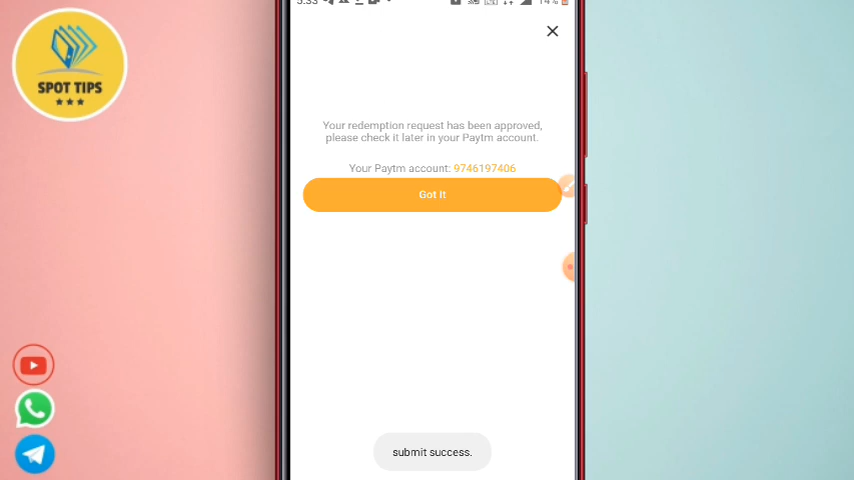 5:33
14%
SPOT TIPS
Your redemption request has been approved,
please check it later in your Paytm account.
Your Paytm account: 9746197406
Got It
submit success.